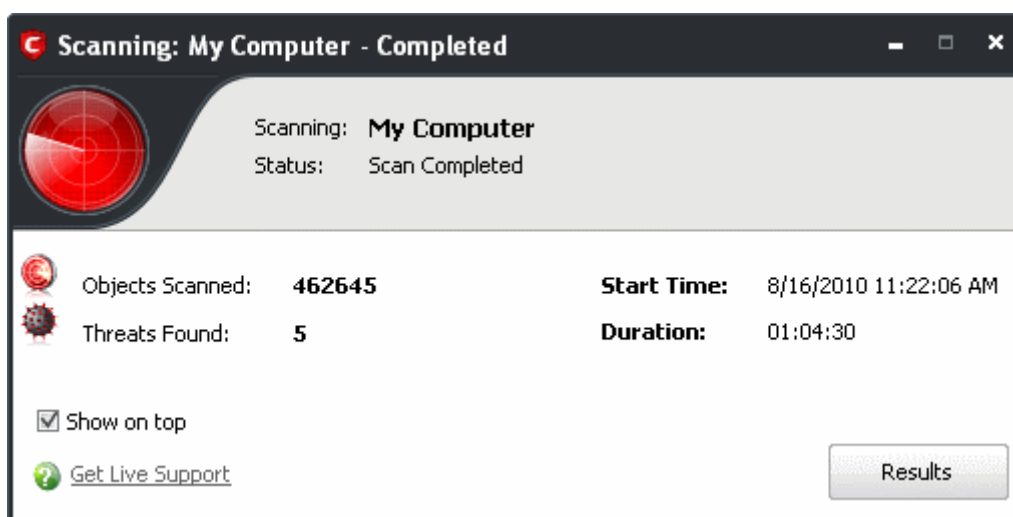 Scanning: My Computer - Completed
Scanning: My Computer
Status: Scan Completed
Objects Scanned: 462645
Start Time: 8/16/2010 11:22:06 AM
Threats Found: 5
Duration: 01:04:30
Show on top
Get Live Support
Results